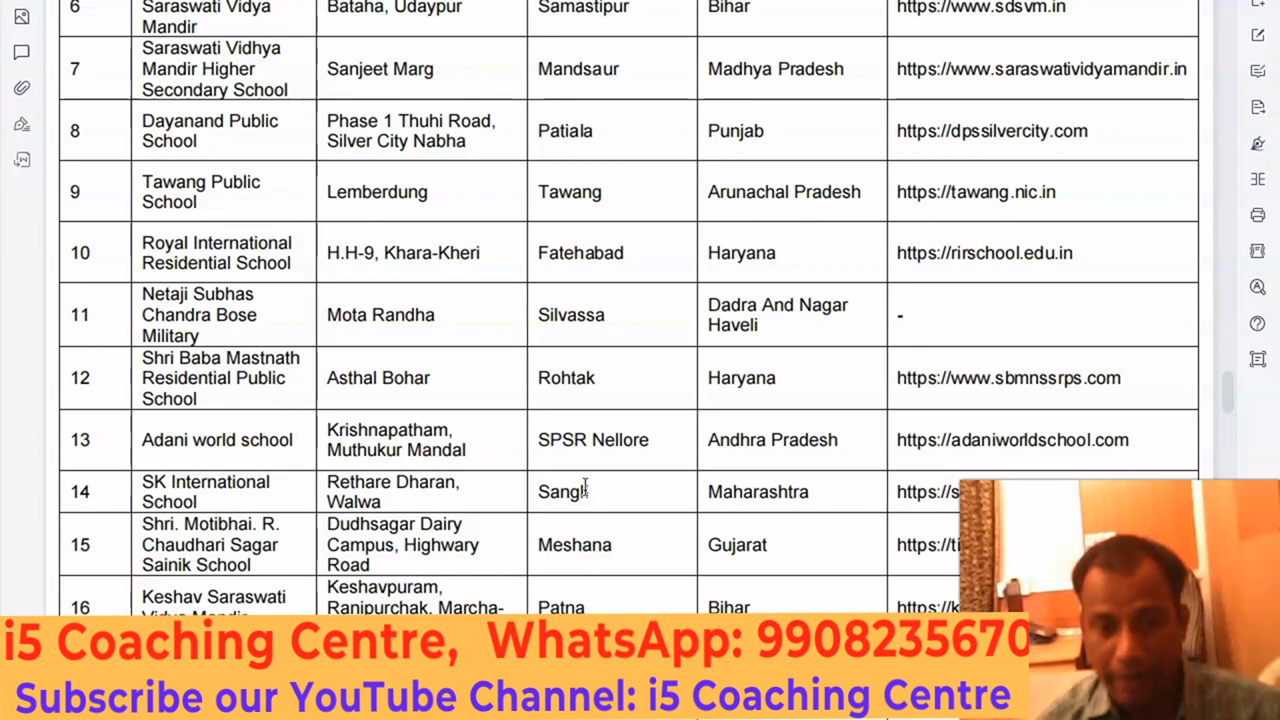 6
Saraswati Vidya
Mandir
Bataha, Udaypur
Samastipur
Bihar
https://www.sdsvm.in
7
Saraswati Vidhya
Mandir Higher
Secondary School
Sanjeet Marg
Mandsaur
Madhya Pradesh
https://www.saraswatividyamandir.in
8
Dayanand Public
School
Phase 1 Thuhi Road,
Silver City Nabha
Patiala
Punjab
https://dpssilvercity.com
9
Tawang Public
School
Lemberdung
Tawang
Arunachal Pradesh
https://tawang.nic.in
10
Royal International
Residential School
H.H-9, Khara-Kheri
Fatehabad
Haryana
https://rirschool.edu.in
11
Netaji Subhas
Chandra Bose
Military
Mota Randha
Silvassa
Dadra And Nagar
Haveli
-
12
Shri Baba Mastnath
Residential Public
School
Asthal Bohar
Rohtak
Haryana
https://www.sbmnssrps.com
13
Adani world school
Krishnapatham,
Muthukur Mandal
SPSR Nellore
Andhra Pradesh
https://adaniworldschool.com
14
SK International
School
Rethare Dharan,
Walwa
Sangli
Maharashtra
https://s
15
Shri. Motibhai. R.
Chaudhari Sagar
Sainik School
Dudhsagar Dairy
Campus, Highwary
Road
Meshana
Gujarat
https://ti
16
Keshav Saraswati
Vidya Mandir
Keshavpuram,
Ranipurchak, Marcha-
Patna
Bihar
https://k
i5 Coaching Centre, WhatsApp: 9908235670
Subscribe our YouTube Channel: i5 Coaching Centre